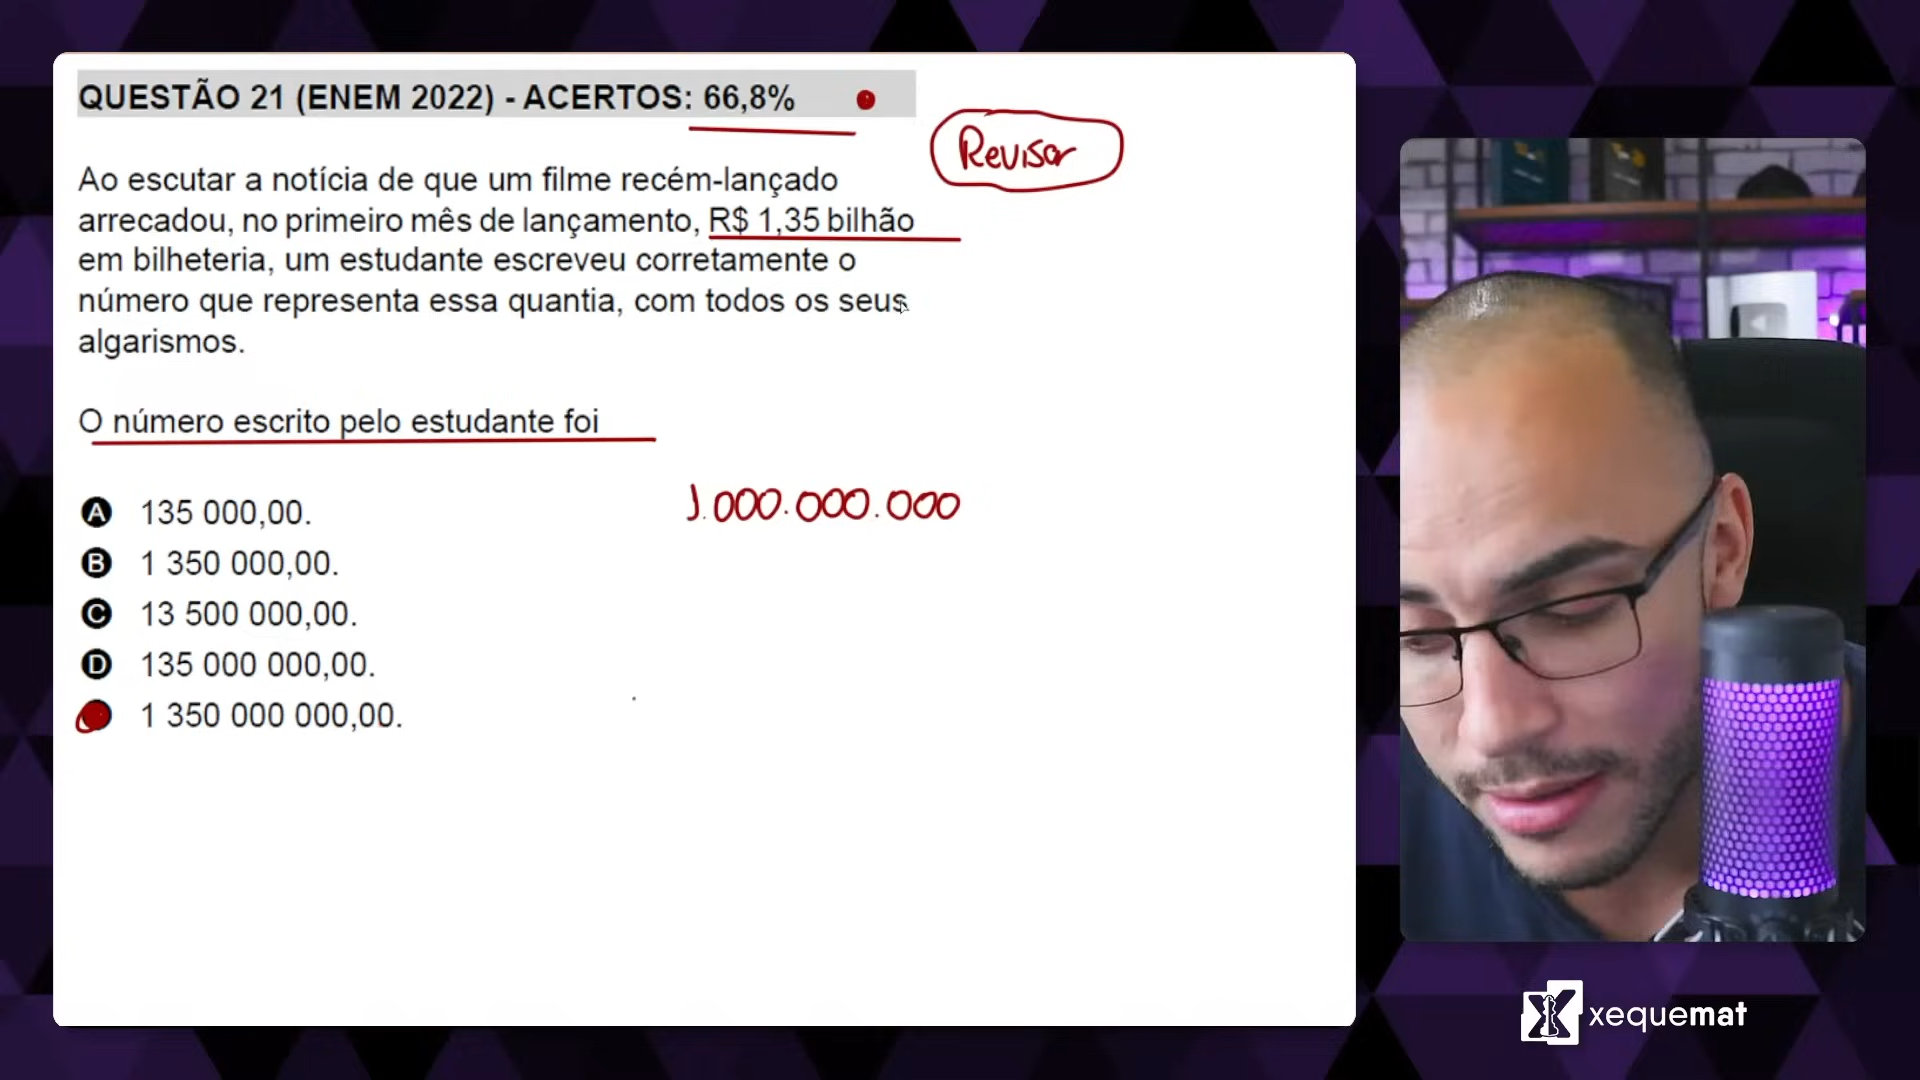 QUESTÃO 21 (ENEM 2022) - ACERTOS: 66,8%
Revisar
Ao escutar a notícia de que um filme recém-lançado
arrecadou, no primeiro mês de lançamento, R$ 1,35 bilhão
em bilheteria, um estudante escreveu corretamente o
número que representa essa quantia, com todos os seus
algarismos.
O número escrito pelo estudante foi
A 135 000,00.
1.000.000.000
B 1 350 000,00.
C 13 500 000,00.
D 135 000 000,00.
1 350 000 000,00.
xequemat